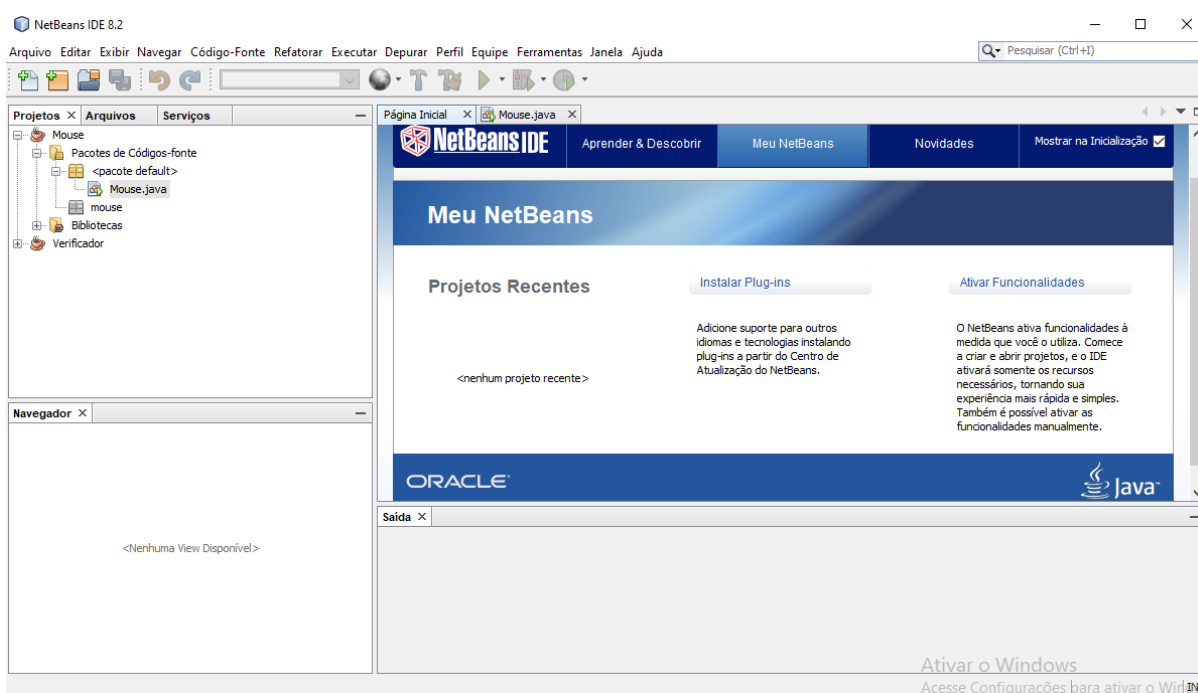 NetBeans IDE 8.2
Arquivo Editar Exibir Navegar Código-Fonte Refatorar Executar Depurar Perfil Equipe Ferramentas Janela Ajuda
Pesquisar (Ctrl+I)
Projetos Arquivos Serviços
Mouse
Pacotes de Códigos-fonte
<pacote default>
Mouse.java
mouse
Bibliotecas
Verificador
Página Inicial Mouse.java
NetBeans IDE
Aprender & Descobrir
Meu NetBeans
Novidades
Mostrar na Inicialização
Meu NetBeans
Projetos Recentes
<nenhum projeto recente>
Instalar Plug-ins
Adicione suporte para outros
idiomas e tecnologias instalando
plug-ins a partir do Centro de
Atualização do NetBeans.
Ativar Funcionalidades
O NetBeans ativa funcionalidades à
medida que você o utiliza. Comece
a criar e abrir projetos, e o IDE
ativará somente os recursos
necessários, tornando sua
experiência mais rápida e simples.
Também é possível ativar as
funcionalidades manualmente.
ORACLE
Java
Navegador
<Nenhuma View Disponível>
Saída
Ativar o Windows
Acesse Configurações para ativar o